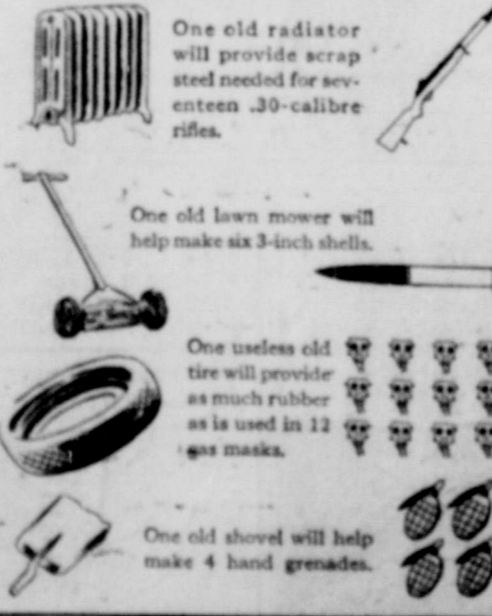 One old radiator
will provide scrap
steel needed for sev-
enteen .30-calibre
rifles.
One old lawn mower will
help make six 3-inch shells.
One useless old
tire will provide
as much rubber
as is used in 12
gas masks.
One old shovel will help
make 4 hand grenades.